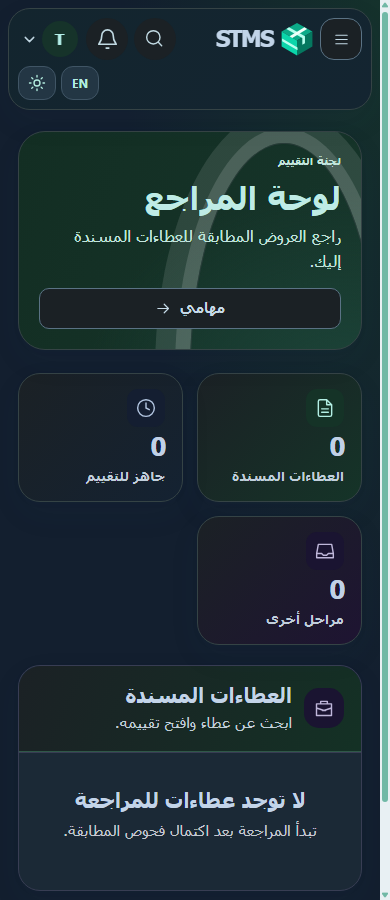 STMS
T
EN
لجنة التقييم
لوحة المراجع
راجع العروض المطابقة للعطاءات المسندة
إليك.
مهامي →
0
العطاءات المسندة
0
جاهز للتقييم
0
مراحل أخرى
العطاءات المسندة
ابحث عن عطاء وافتح تقييمه.
لا توجد عطاءات للمراجعة
تبدأ المراجعة بعد اكتمال فحوص المطابقة.